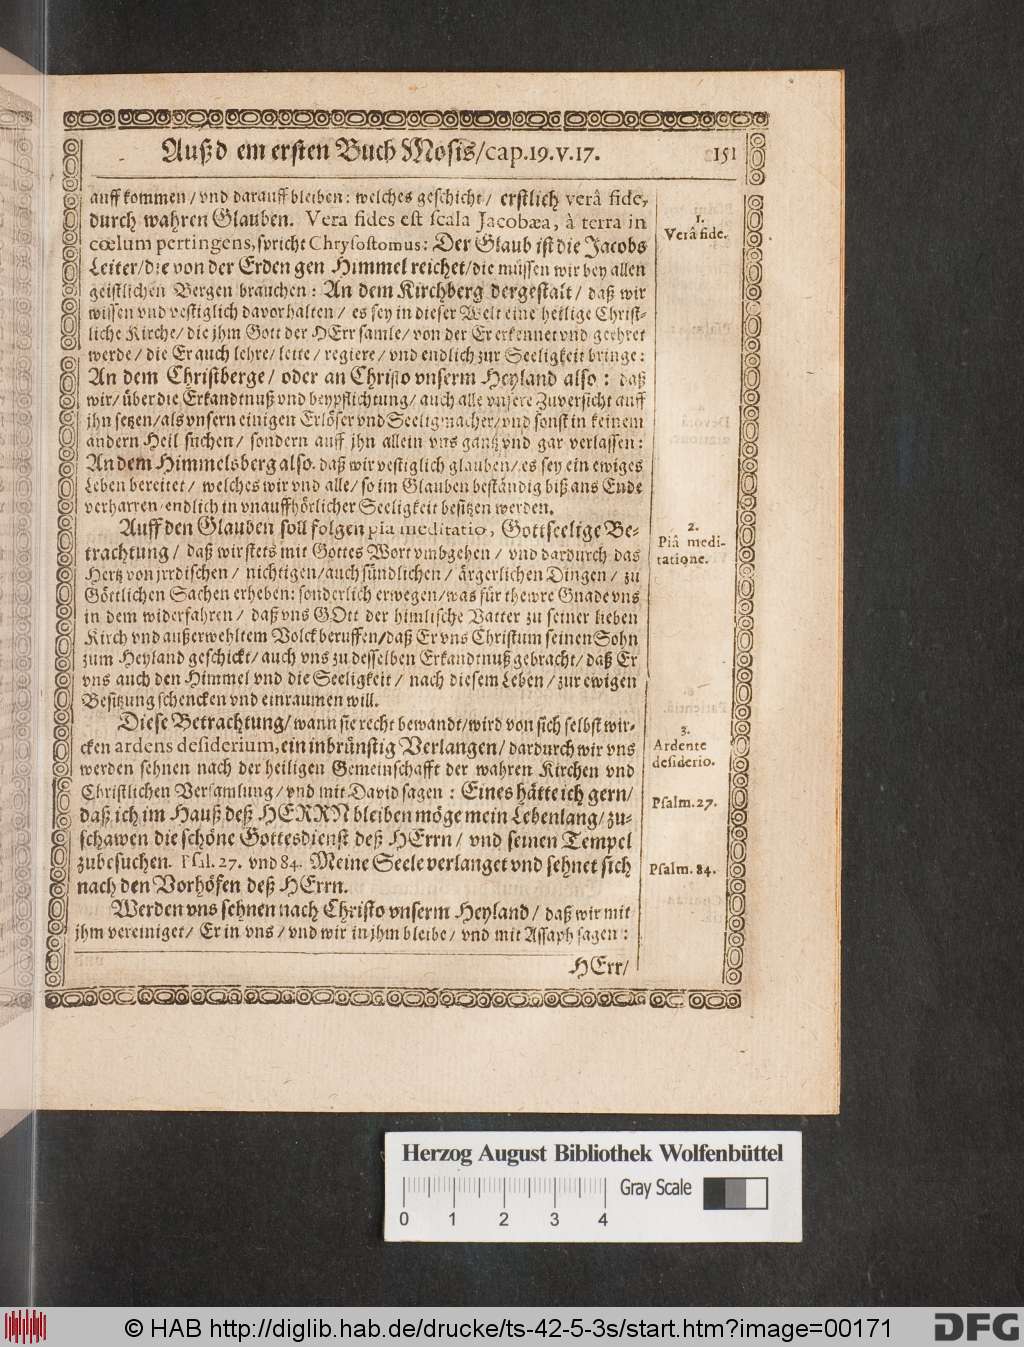 Außd em ersten Buch Mosis/cap.19.v.17. 151
auff kommen/ vnd darauff bleiben: welches geschicht/ erstlich verâ fide,
durch wahren Glauben. Vera fides est scala Jacobæa, à terra in
cœlum pertingens, spricht Chrysostomus: Der Glaub ist die Jacobs
Leiter/die von der Erden gen Himmel reichet/die müssen wir bey allen
geistlichen Bergen brauchen: An dem Kirchberg dergestalt/ daß wir
wissen vnd vestiglich davor halten/ es sey in dieser Welt eine heilige Christ-
liche Kirche/ die jhm Gott der HErr samle/ von der Er erkennet vnd geehret
werde/ die Er auch lehre/ leite/ regiere/ vnd endlich zur Seeligkeit bringe:
An dem Christberge/ oder an Christo vnserm Heyland also: daß
wir/ über die Erkandtnuß vnd beypflichtung/ auch alle vnsere Zuversicht auff
jhn setzen/als vnsern einigen Erlöser vnd Seeligmacher/vnd sonst in keinem
andern Heil suchen/ sondern auff jhn allein vns gantz vnd gar verlassen:
An dem Himmelsberg also. daß wir vestiglich glauben/ es sey ein ewiges
Leben bereitet/ welches wir vnd alle/ so im Glauben beständig biß ans Ende
verharren/endlich in vnauffhörlicher Seeligkeit besitzen werden.
Auff den Glauben soll folgen pia meditatio, Gottseelige Be-
trachtung/ daß wir stets mit Gottes Wort vmbgehen/ vnd dardurch das
Hertz von jrrdischen/ nichtigen/auch sündlichen/ ärgerlichen Dingen/ zu
Göttlichen Sachen erheben: sonderlich erwegen/was für thewre Gnade vns
in dem widerfahren/ daß vns GOtt der himlische Vatter zu seiner lieben
Kirch vnd außerwehltem Volck beruffen/daß Er vns Christum seinen Sohn
zum Heyland geschickt/auch vns zu desselben Erkandtnuß gebracht/ daß Er
vns auch den Himmel vnd die Seeligkeit/ nach diesem Leben/ zur ewigen
Besitzung schencken vnd einraumen will.
Diese Betrachtung/wann sie recht bewandt/wird von sich selbst wir-
cken ardens desiderium, ein inbrünstig Verlangen/ dardurch wir vns
werden sehnen nach der heiligen Gemeinschafft der wahren Kirchen vnd
Christlichen Versamlung/ vnd mit David sagen: Eines hätte ich gern/
daß ich im Hauß deß HERRN bleiben möge mein Lebenlang/ zu-
schawen die schöne Gottesdienst deß HErrn/ vnd seinen Tempel
zubesuchen. Psal. 27. vnd 84. Meine Seele verlanget vnd sehnet sich
nach den Vorhöfen deß HErrn.
Werden vns sehnen nach Christo vnserm Heyland/ daß wir mit
jhm vereiniget/ Er in vns/ vnd wir in jhm bleibe/ vnd mit Assaph sagen:
HErr/
1.
Verâ fide.
2.
Piâ medi-
tatione.
3.
Ardente
desiderio.
Psalm. 27.
Psalm. 84.
Herzog August Bibliothek Wolfenbüttel
Gray Scale
0 1 2 3 4
© HAB http://diglib.hab.de/drucke/ts-42-5-3s/start.htm?image=00171
DFG